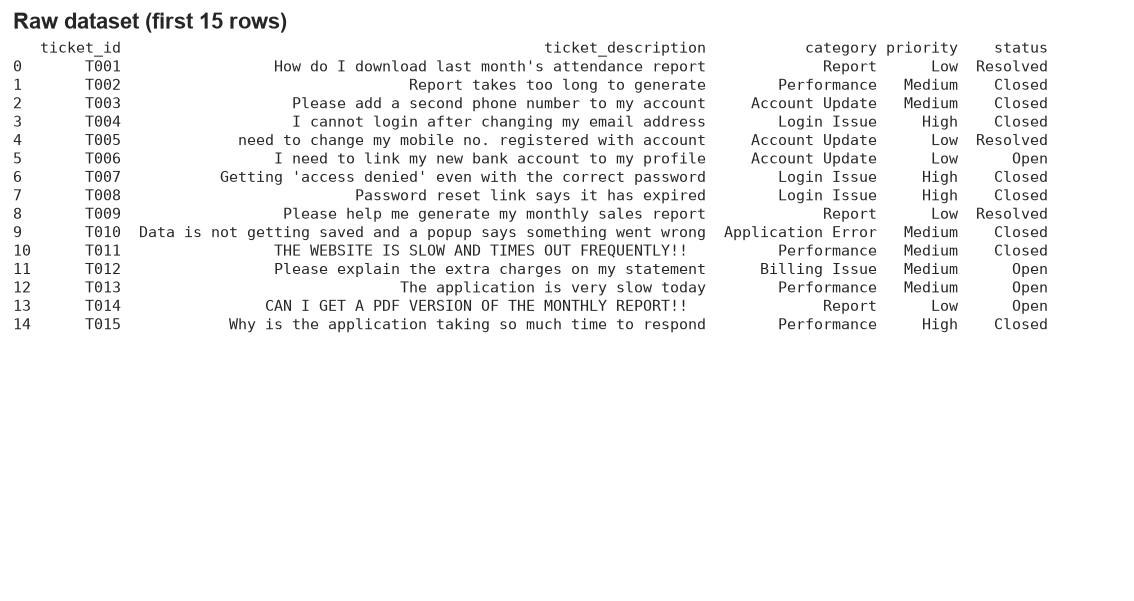 Raw dataset (first 15 rows)
ticket_id ticket_description category priority status
0 T001 How do I download last month's attendance report Report Low Resolved
1 T002 Report takes too long to generate Performance Medium Closed
2 T003 Please add a second phone number to my account Account Update Medium Closed
3 T004 I cannot login after changing my email address Login Issue High Closed
4 T005 need to change my mobile no. registered with account Account Update Low Resolved
5 T006 I need to link my new bank account to my profile Account Update Low Open
6 T007 Getting 'access denied' even with the correct password Login Issue High Closed
7 T008 Password reset link says it has expired Login Issue High Closed
8 T009 Please help me generate my monthly sales report Report Low Resolved
9 T010 Data is not getting saved and a popup says something went wrong Application Error Medium Closed
10 T011 THE WEBSITE IS SLOW AND TIMES OUT FREQUENTLY!! Performance Medium Closed
11 T012 Please explain the extra charges on my statement Billing Issue Medium Open
12 T013 The application is very slow today Performance Medium Open
13 T014 CAN I GET A PDF VERSION OF THE MONTHLY REPORT!! Report Low Open
14 T015 Why is the application taking so much time to respond Performance High Closed